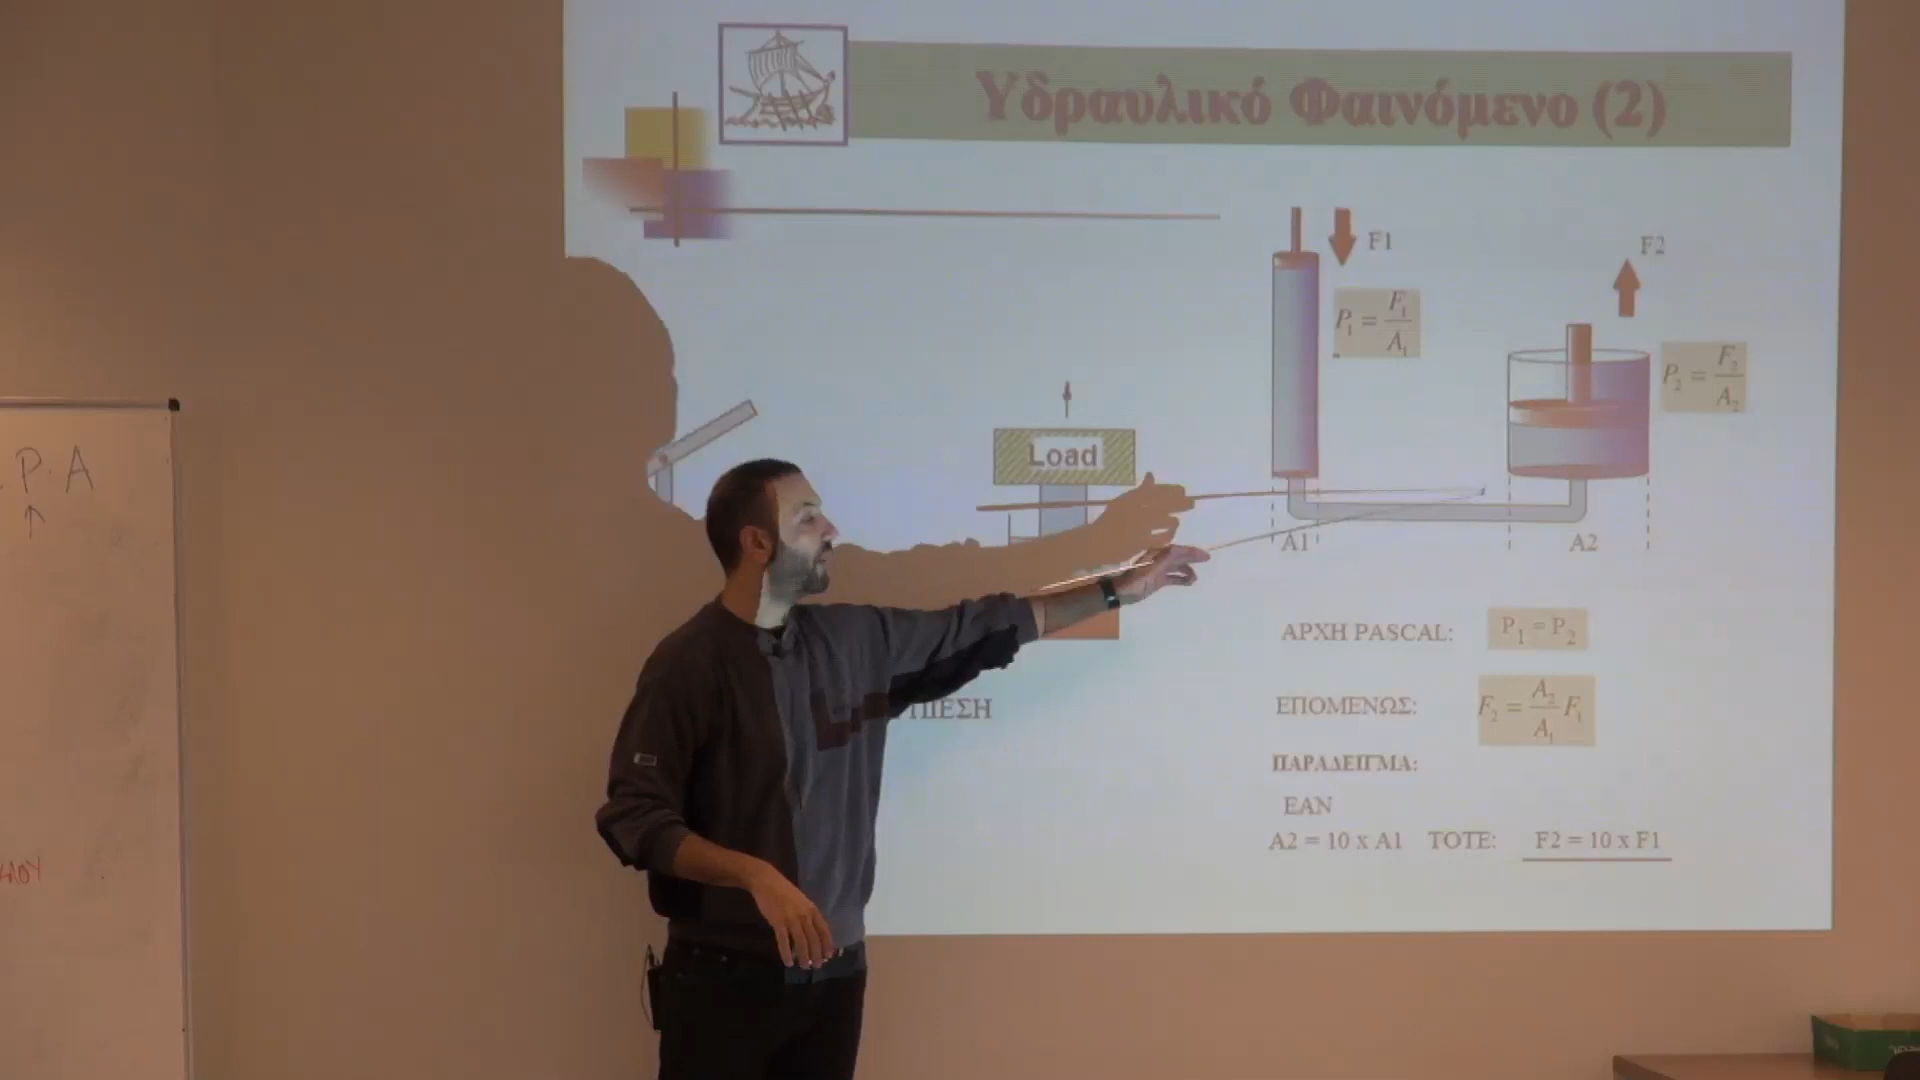 Υδραυλικό Φαινόμενο (2)
F1
F2
P₁ = F₁ / A₁
P₂ = F₂ / A₂
P. A
↑
Load
A1
A2
ΑΡΧΗ PASCAL: P₁ = P₂
ΠΙΕΣΗ
ΕΠΟΜΕΝΩΣ: F₂ = A₂ / A₁ F₁
ΠΑΡΑΔΕΙΓΜΑ:
ΕΑΝ
A2 = 10 x A1 ΤΟΤΕ: F2 = 10 x F1